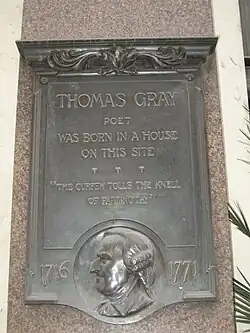 THOMAS GRAY
POET
WAS BORN IN A HOUSE
ON THIS SITE
"THE CURFEW TOLLS THE KNELL
OF PARTING DAY"
1716 1771